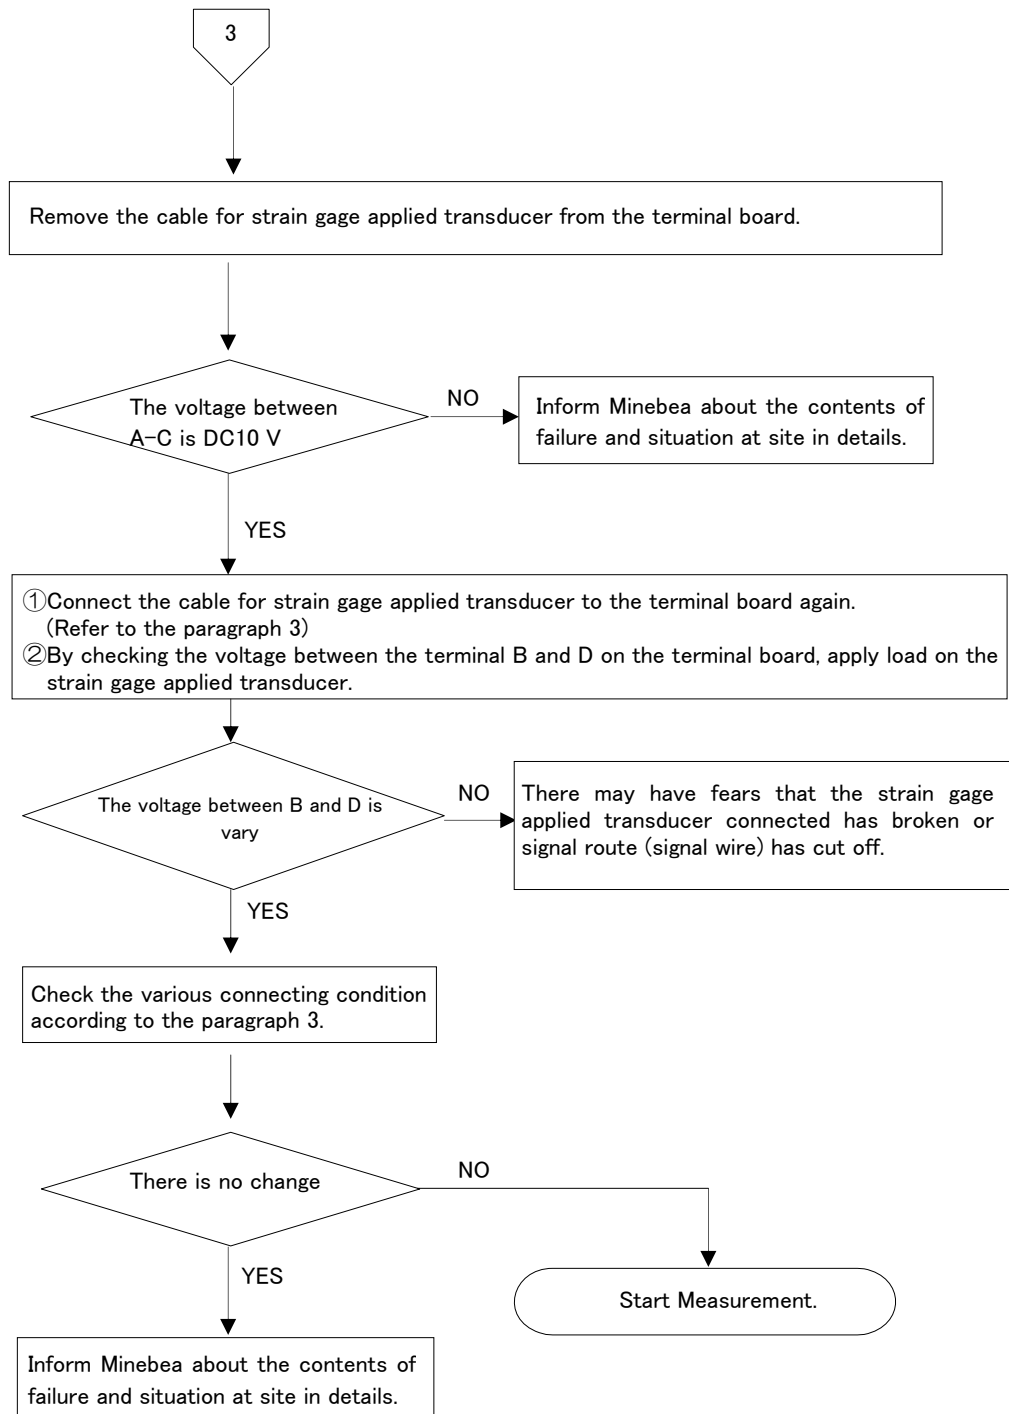 3
Remove the cable for strain gage applied transducer from the terminal board.
The voltage between
A-C is DC10 V
NO
Inform Minebea about the contents of
failure and situation at site in details.
YES
①Connect the cable for strain gage applied transducer to the terminal board again.
(Refer to the paragraph 3)
②By checking the voltage between the terminal B and D on the terminal board, apply load on the
strain gage applied transducer.
The voltage between B and D is
vary
NO
There may have fears that the strain gage
applied transducer connected has broken or
signal route (signal wire) has cut off.
YES
Check the various connecting condition
according to the paragraph 3.
There is no change
NO
YES
Start Measurement.
Inform Minebea about the contents of
failure and situation at site in details.